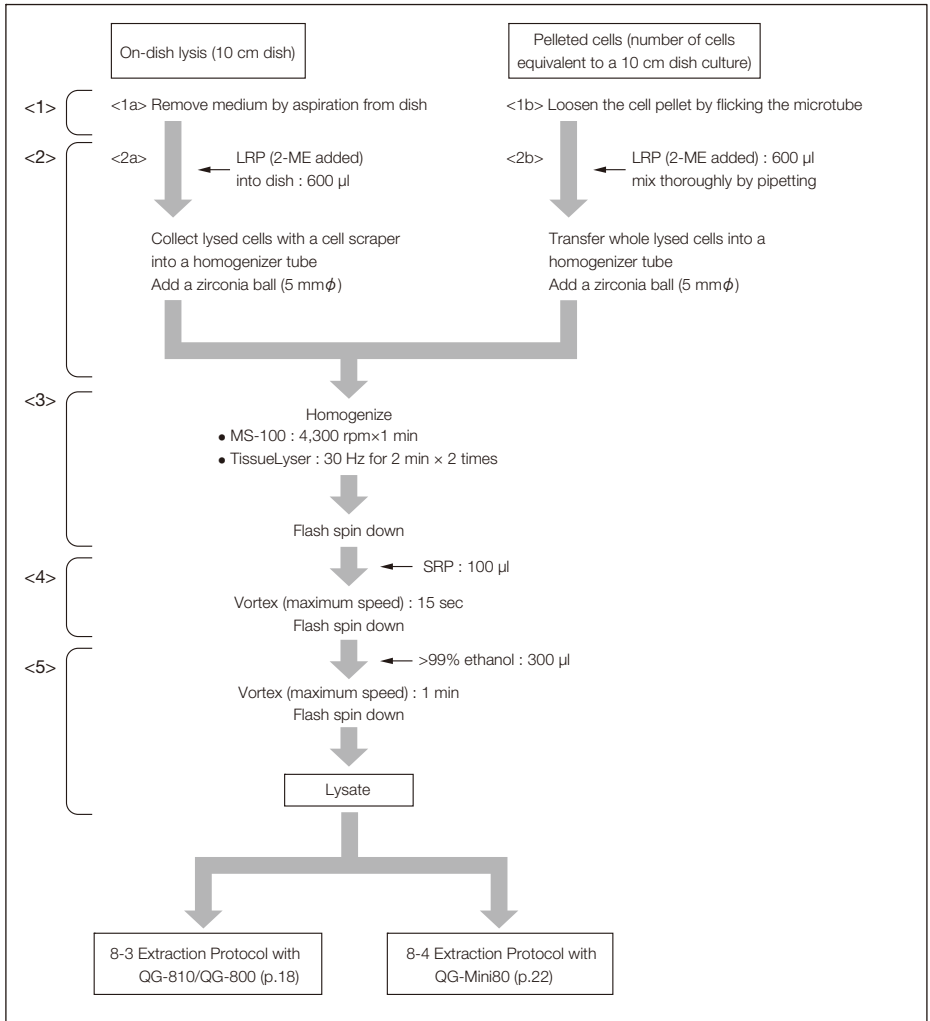 On-dish lysis (10 cm dish)
Pelleted cells (number of cells
equivalent to a 10 cm dish culture)
<1>
<1a> Remove medium by aspiration from dish
<1b> Loosen the cell pellet by flicking the microtube
<2>
<2a>
LRP (2-ME added)
into dish : 600 µl
<2b>
LRP (2-ME added) : 600 µl
mix thoroughly by pipetting
Collect lysed cells with a cell scraper
into a homogenizer tube
Add a zirconia ball (5 mmϕ)
Transfer whole lysed cells into a
homogenizer tube
Add a zirconia ball (5 mmϕ)
<3>
Homogenize
● MS-100 : 4,300 rpm×1 min
● TissueLyser : 30 Hz for 2 min × 2 times
Flash spin down
<4>
SRP : 100 µl
Vortex (maximum speed) : 15 sec
Flash spin down
<5>
>99% ethanol : 300 µl
Vortex (maximum speed) : 1 min
Flash spin down
Lysate
8-3 Extraction Protocol with
QG-810/QG-800 (p.18)
8-4 Extraction Protocol with
QG-Mini80 (p.22)